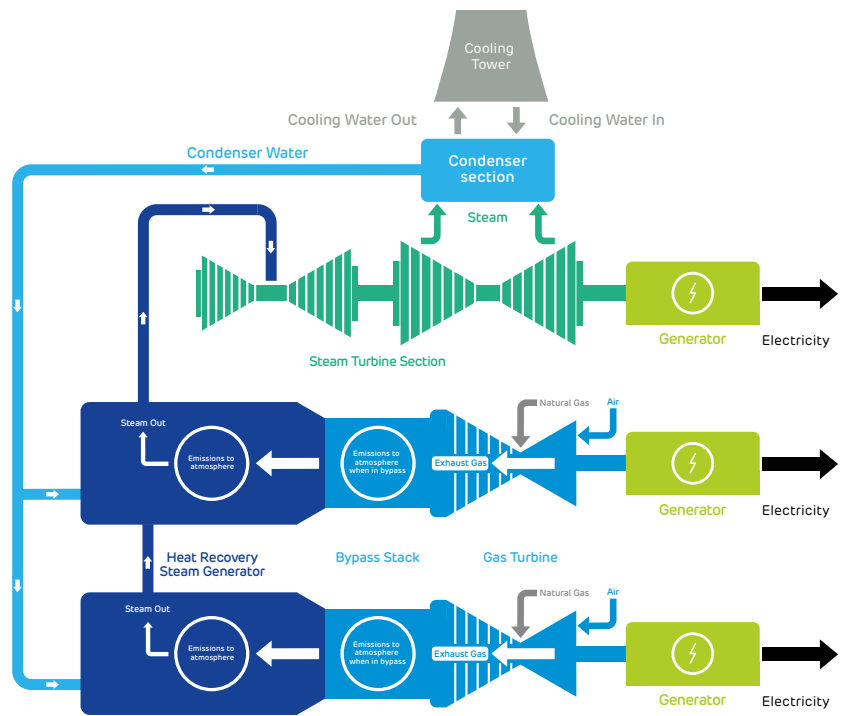 Cooling
Tower
Cooling Water Out
Cooling Water In
Condenser Water
Condenser
section
Steam
Generator
Electricity
Steam Turbine Section
Natural Gas
Air
Steam Out
Emissions to
atmosphere
Emissions to
atmosphere
when in bypass
Exhaust Gas
Generator
Electricity
Heat Recovery
Steam Generator
Bypass Stack
Gas Turbine
Natural Gas
Air
Steam Out
Emissions to
atmosphere
Emissions to
atmosphere
when in bypass
Exhaust Gas
Generator
Electricity